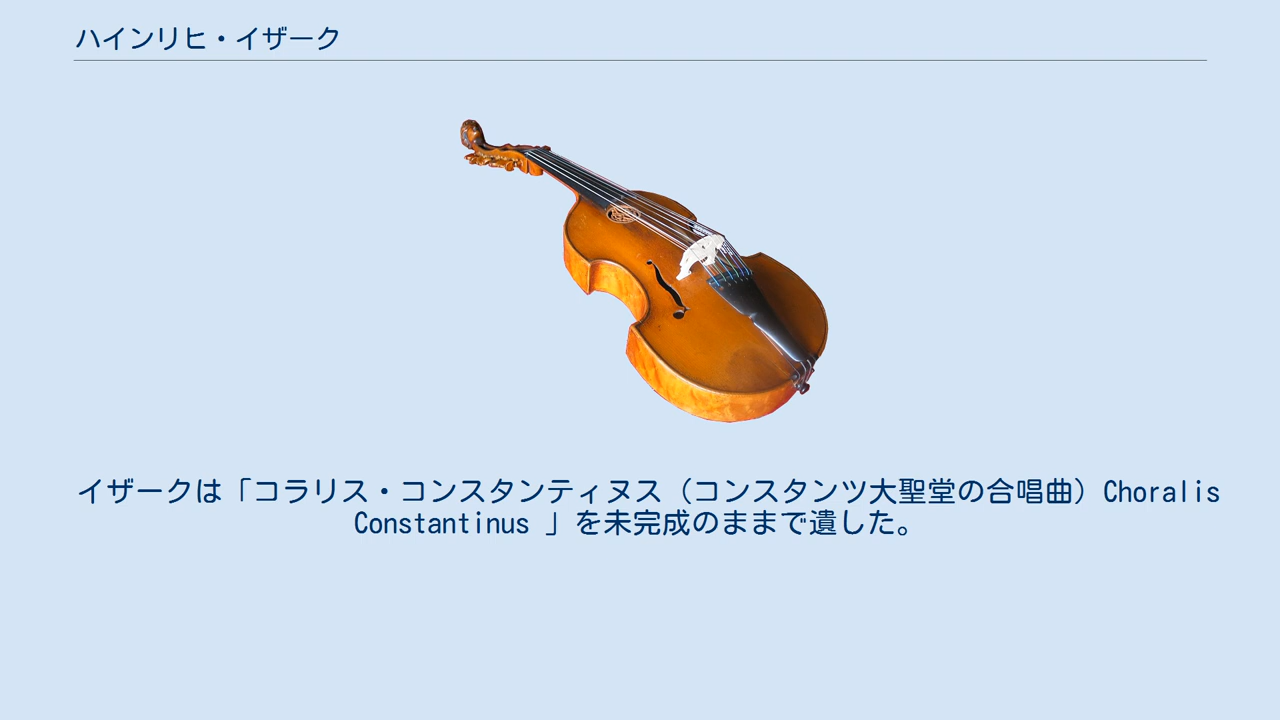 ハインリヒ・イザーク
イザークは「コラリス・コンスタンティヌス（コンスタンツ大聖堂の合唱曲）Choralis
Constantinus 」を未完成のままで遺した。